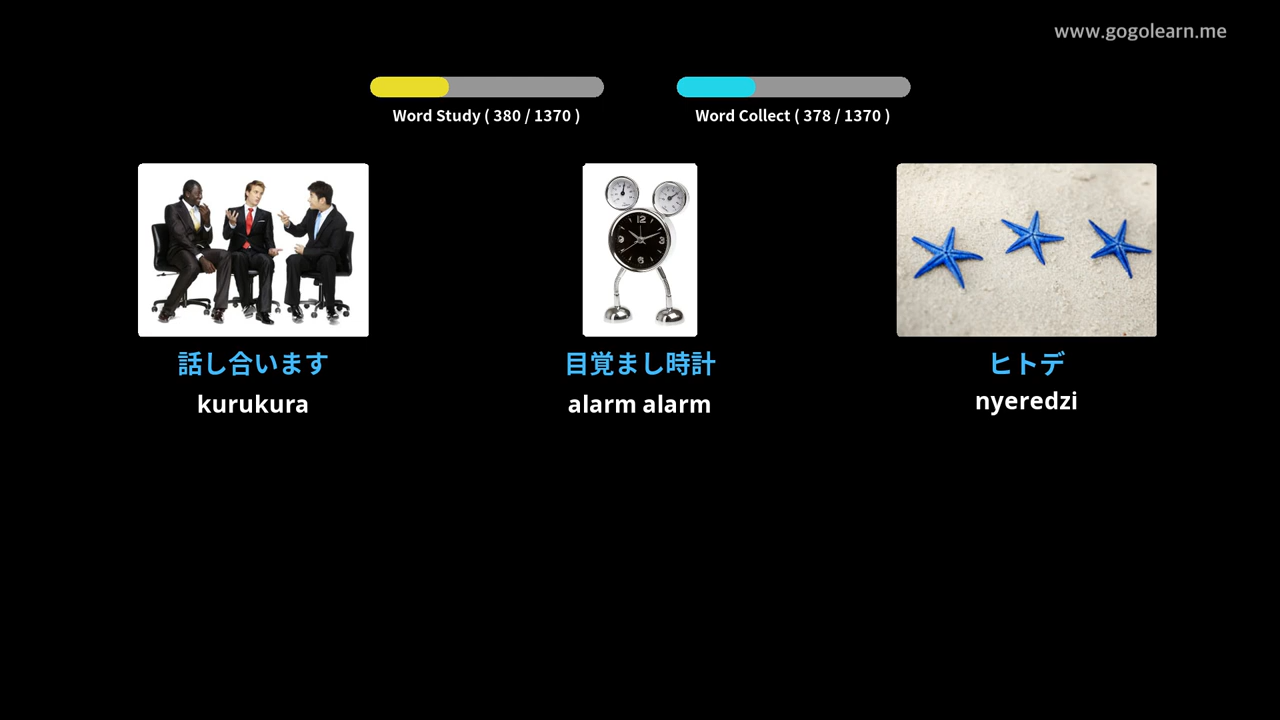 www.gogolearn.me
Word Study ( 380 / 1370 )
Word Collect ( 378 / 1370 )
話し合います
kurukura
目覚まし時計
alarm alarm
ヒトデ
nyeredzi